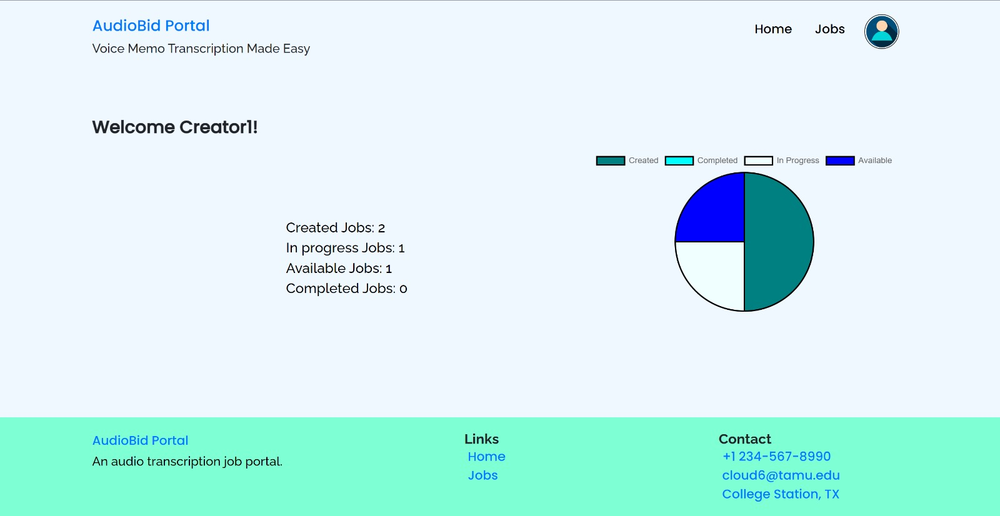 AudioBid Portal
Voice Memo Transcription Made Easy
Home
Jobs
Welcome Creator1!
Created
Completed
In Progress
Available
Created Jobs: 2
In progress Jobs: 1
Available Jobs: 1
Completed Jobs: 0
AudioBid Portal
An audio transcription job portal.
Links
Home
Jobs
Contact
+1 234-567-8990
cloud6@tamu.edu
College Station, TX